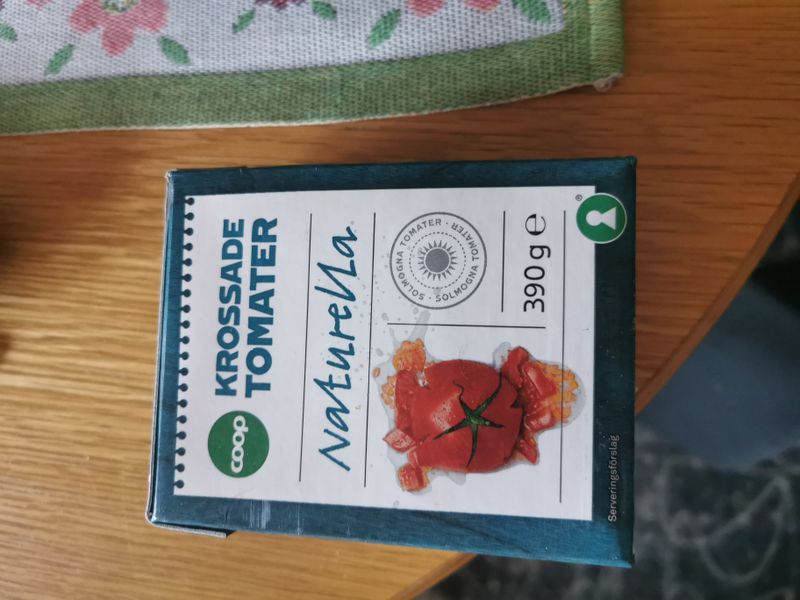 coop
KROSSADE
TOMATER
Naturella
SOLMOGNA TOMATER · SOLMOGNA TOMATER ·
390 g ℮
®
Serveringsförslag